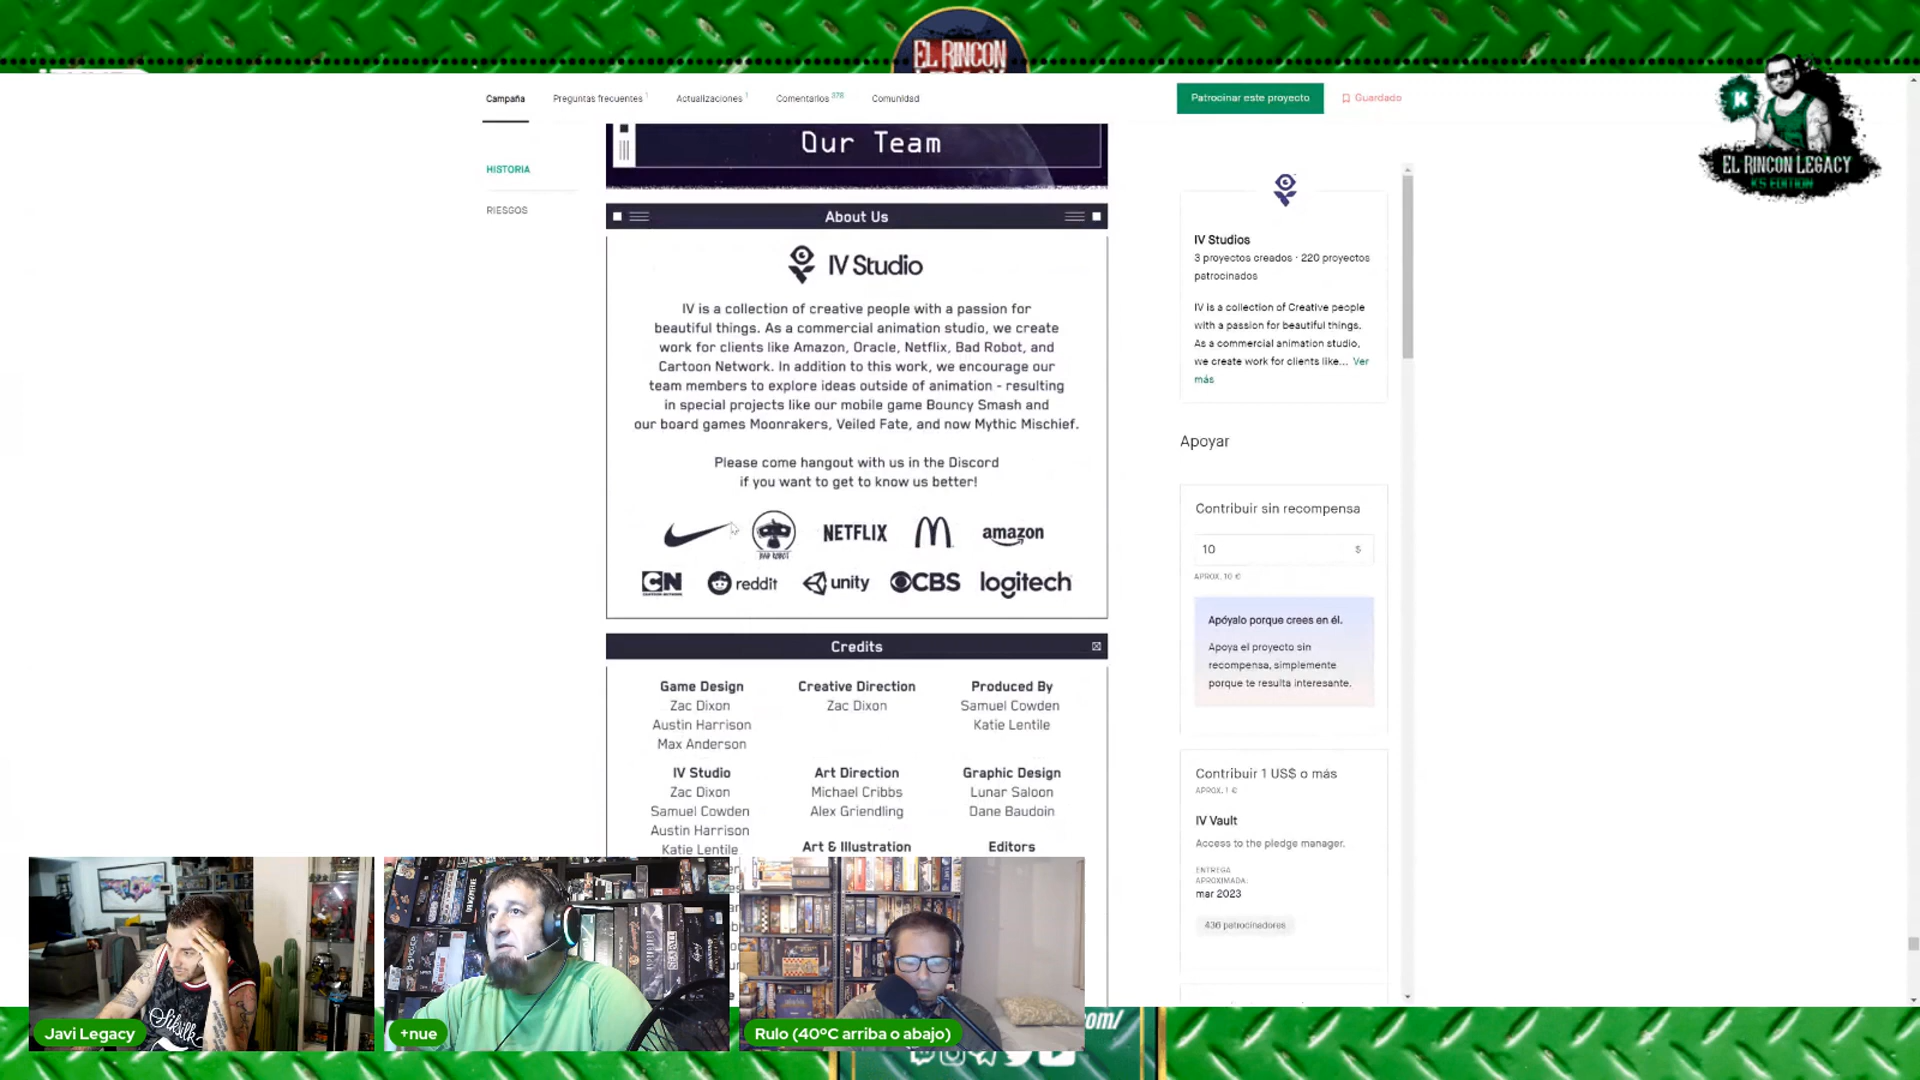 EL RINCON
Campaña
Preguntas frecuentes 1
Actualizaciones 1
Comentarios 378
Comunidad
Patrocinar este proyecto
Guardado
HISTORIA
RIESGOS
Our Team
About Us
IV Studio
IV is a collection of creative people with a passion for
beautiful things. As a commercial animation studio, we create
work for clients like Amazon, Oracle, Netflix, Bad Robot, and
Cartoon Network. In addition to this work, we encourage our
team members to explore ideas outside of animation - resulting
in special projects like our mobile game Bouncy Smash and
our board games Moonrakers, Veiled Fate, and now Mythic Mischief.
Please come hangout with us in the Discord
if you want to get to know us better!
BAD ROBOT
NETFLIX
amazon
CN
CARTOON NETWORK
reddit
unity
CBS
logitech
Credits
Game Design
Zac Dixon
Austin Harrison
Max Anderson
Creative Direction
Zac Dixon
Produced By
Samuel Cowden
Katie Lentile
IV Studio
Zac Dixon
Samuel Cowden
Austin Harrison
Katie Lentile
Art Direction
Michael Cribbs
Alex Griendling
Graphic Design
Lunar Saloon
Dane Baudoin
Art & Illustration
Editors
K
EL RINCON LEGACY
KS EDITION
IV Studios
3 proyectos creados · 220 proyectos
patrocinados
IV is a collection of Creative people
with a passion for beautiful things.
As a commercial animation studio,
we create work for clients like... Ver
más
Apoyar
Contribuir sin recompensa
10 $
APROX. 10 €
Apóyalo porque crees en él.
Apoya el proyecto sin
recompensa, simplemente
porque te resulta interesante.
Contribuir 1 US$ o más
APROX. 1 €
IV Vault
Access to the pledge manager.
ENTREGA
APROXIMADA:
mar 2023
436 patrocinadores
Javi Legacy
+nue
Rulo (40ºC arriba o abajo)
com/